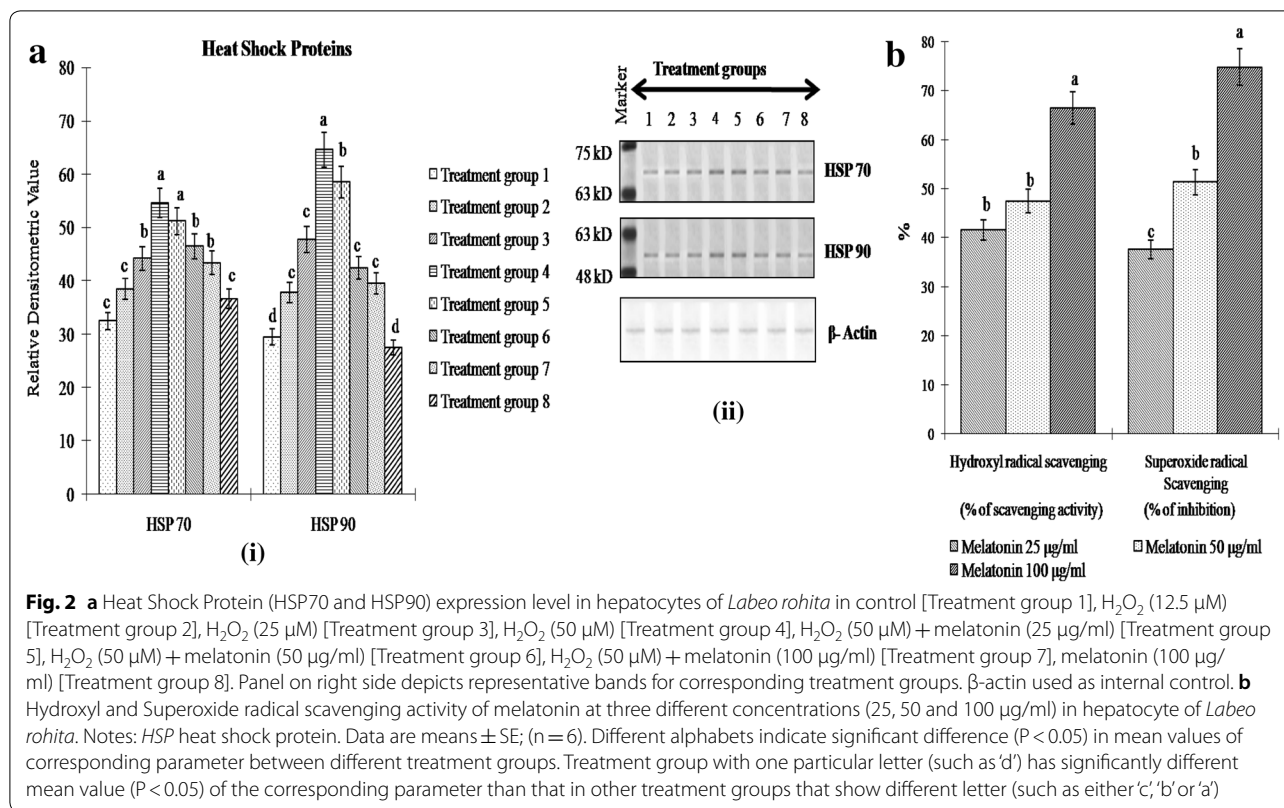 a
Heat Shock Proteins
Relative Densitometric Value
80
70
60
50
40
30
20
10
0
c
c
b
a
a
b
b
c
d
c
c
a
b
c
c
d
HSP 70
HSP 90
(i)
Treatment group 1
Treatment group 2
Treatment group 3
Treatment group 4
Treatment group 5
Treatment group 6
Treatment group 7
Treatment group 8
Marker
Treatment groups
1 2 3 4 5 6 7 8
75 kD
HSP 70
63 kD
63 kD
HSP 90
48 kD
β- Actin
(ii)
b
%
80
70
60
50
40
30
20
10
0
b
b
a
c
b
a
Hydroxyl radical scavenging
(% of scavenging activity)
Superoxide radical
Scavenging
(% of inhibition)
Melatonin 25 µg/ml
Melatonin 50 µg/ml
Melatonin 100 µg/ml
Fig. 2 a Heat Shock Protein (HSP70 and HSP90) expression level in hepatocytes of Labeo rohita in control [Treatment group 1], H₂O₂ (12.5 µM)
[Treatment group 2], H₂O₂ (25 µM) [Treatment group 3], H₂O₂ (50 µM) [Treatment group 4], H₂O₂ (50 µM) + melatonin (25 µg/ml) [Treatment group
5], H₂O₂ (50 µM) + melatonin (50 µg/ml) [Treatment group 6], H₂O₂ (50 µM) + melatonin (100 µg/ml) [Treatment group 7], melatonin (100 µg/
ml) [Treatment group 8]. Panel on right side depicts representative bands for corresponding treatment groups. β-actin used as internal control. b
Hydroxyl and Superoxide radical scavenging activity of melatonin at three different concentrations (25, 50 and 100 µg/ml) in hepatocyte of Labeo
rohita. Notes: HSP heat shock protein. Data are means ± SE; (n = 6). Different alphabets indicate significant difference (P < 0.05) in mean values of
corresponding parameter between different treatment groups. Treatment group with one particular letter (such as 'd') has significantly different
mean value (P < 0.05) of the corresponding parameter than that in other treatment groups that show different letter (such as either 'c', 'b' or 'a')